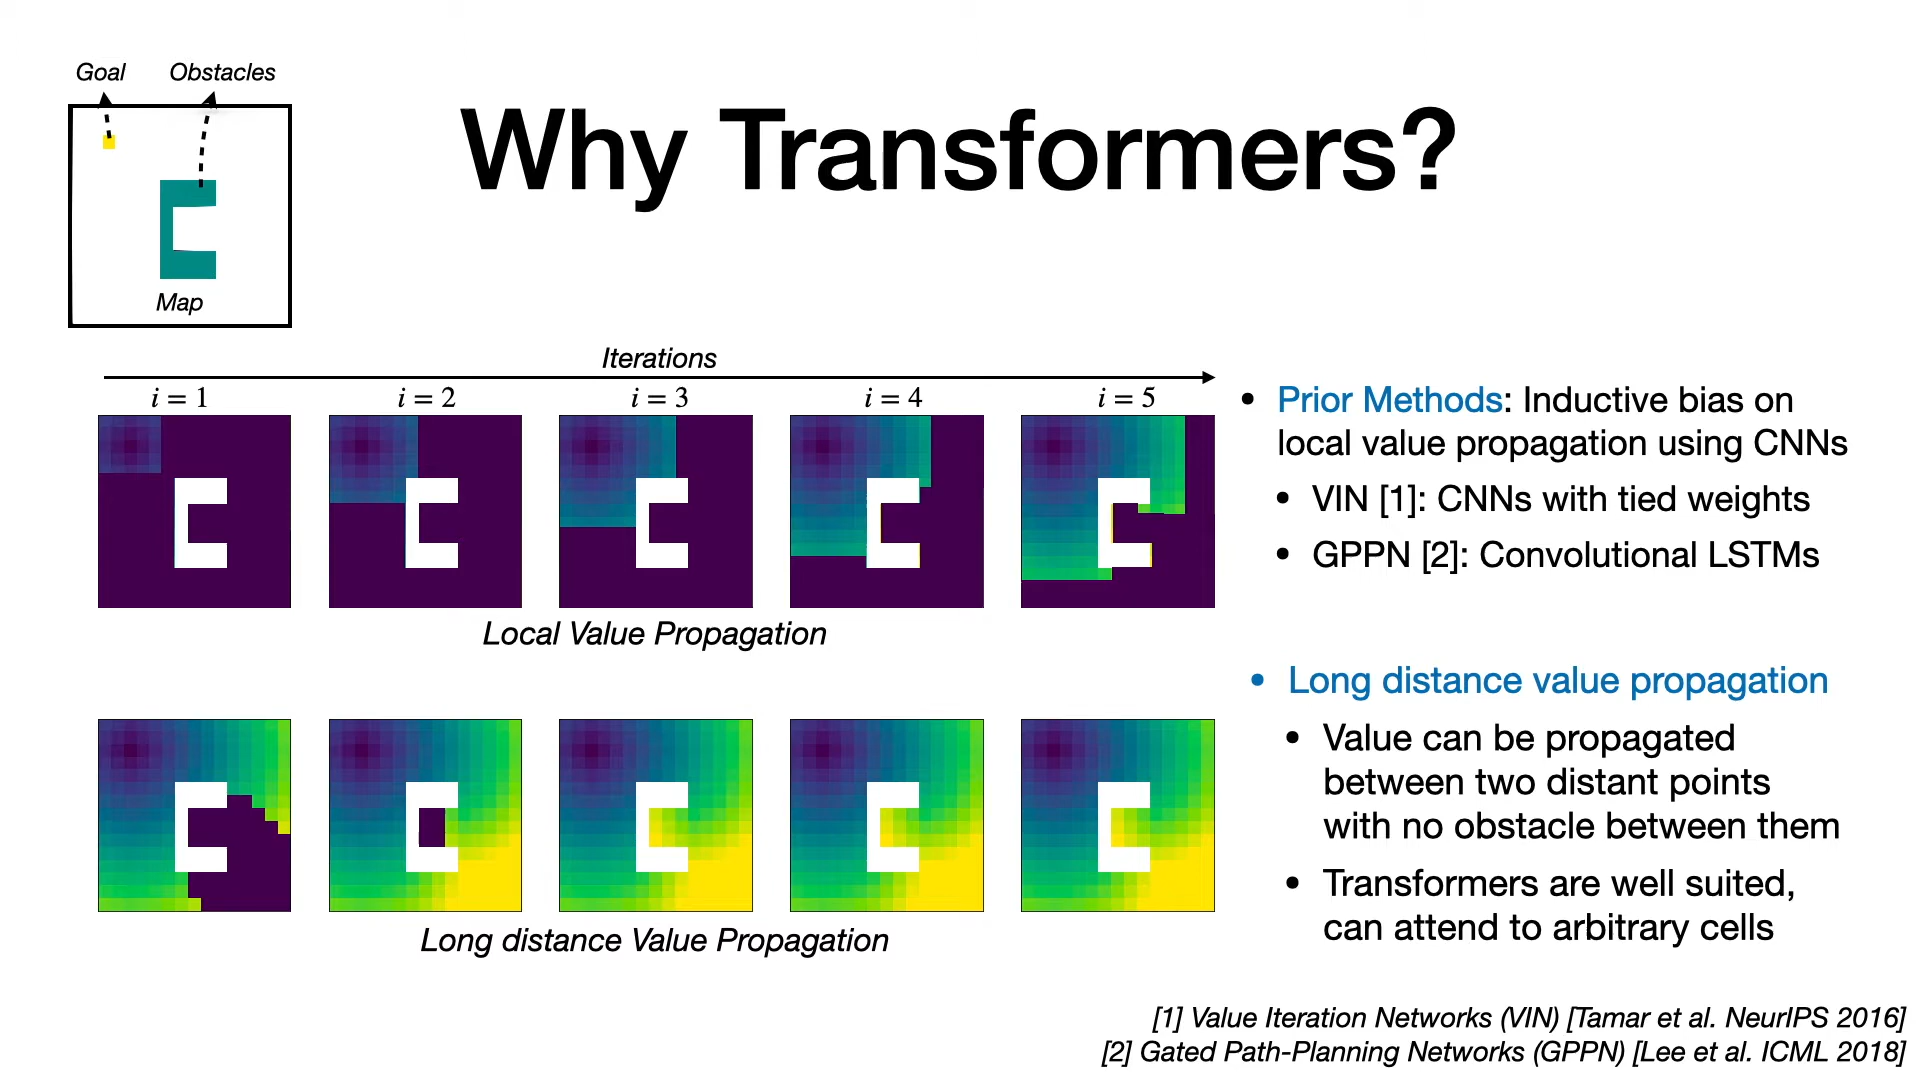 Goal Obstacles
Why Transformers?
Map
Iterations
i = 1 i = 2 i = 3 i = 4 i = 5
Local Value Propagation
Long distance Value Propagation
• Prior Methods: Inductive bias on
local value propagation using CNNs
• VIN [1]: CNNs with tied weights
• GPPN [2]: Convolutional LSTMs
• Long distance value propagation
• Value can be propagated
between two distant points
with no obstacle between them
• Transformers are well suited,
can attend to arbitrary cells
[1] Value Iteration Networks (VIN) [Tamar et al. NeurIPS 2016]
[2] Gated Path-Planning Networks (GPPN) [Lee et al. ICML 2018]